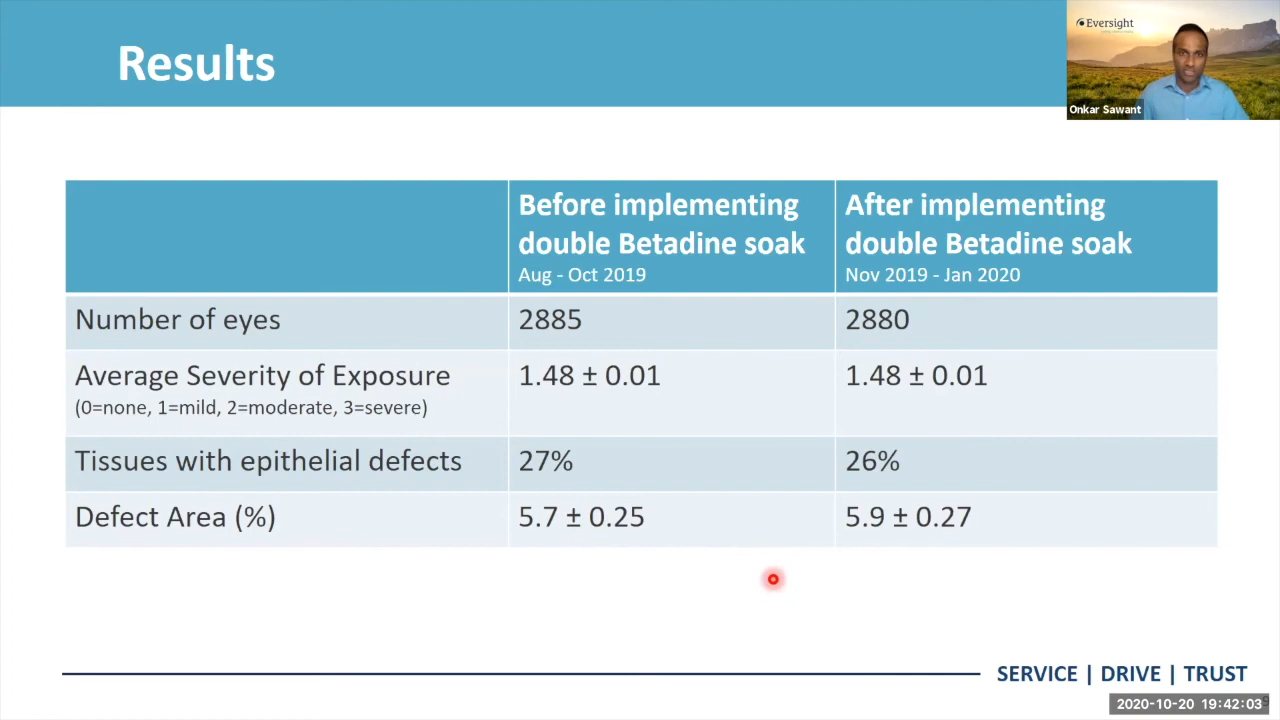 Results
Eversight
Onkar Sawant
Before implementing
double Betadine soak
Aug - Oct 2019
After implementing
double Betadine soak
Nov 2019 - Jan 2020
Number of eyes
2885
2880
Average Severity of Exposure
(0=none, 1=mild, 2=moderate, 3=severe)
1.48 ± 0.01
1.48 ± 0.01
Tissues with epithelial defects
27%
26%
Defect Area (%)
5.7 ± 0.25
5.9 ± 0.27
SERVICE | DRIVE | TRUST
2020-10-20 19:42:03
9